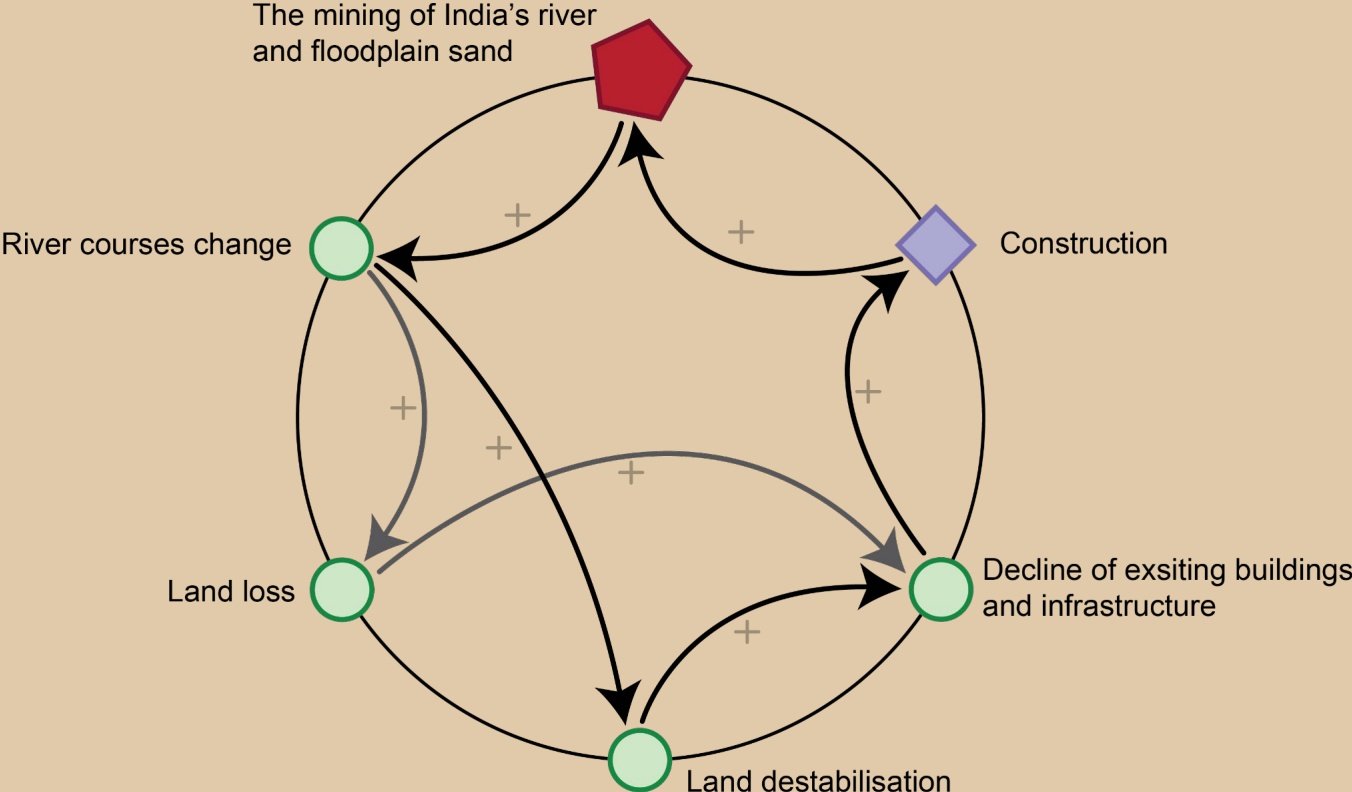 The mining of India's river
and floodplain sand
+
+
River courses change
Construction
+
+
+
+
Land loss
Decline of exsiting buildings
and infrastructure
+
Land destabilisation